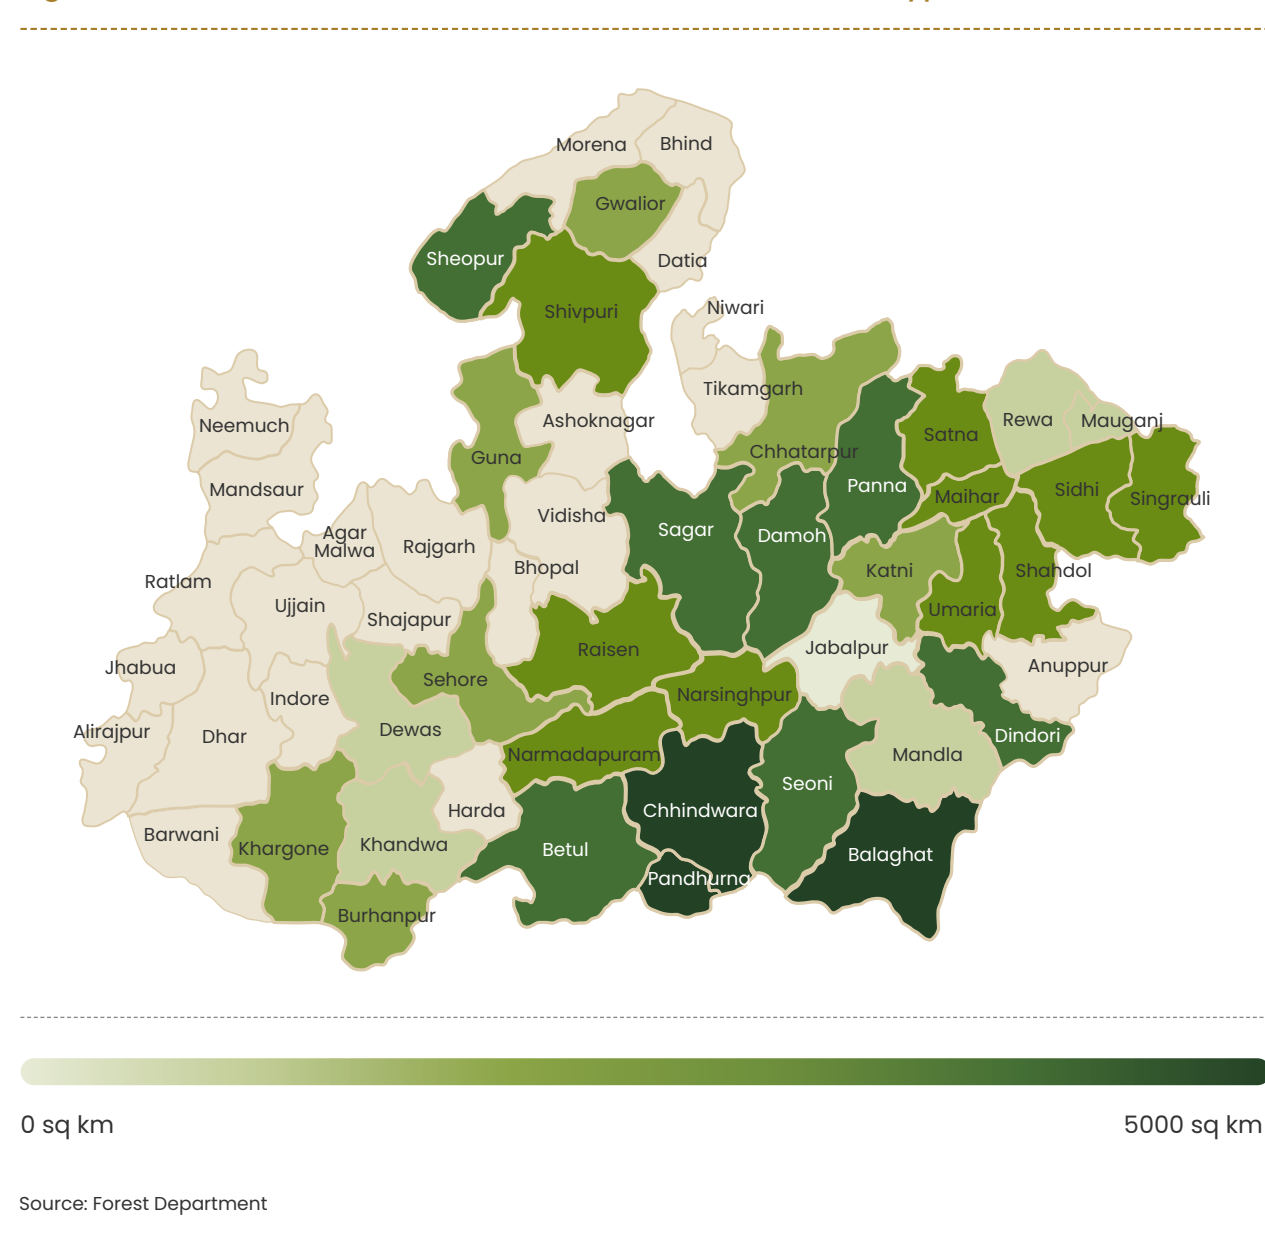 Morena
Bhind
Gwalior
Sheopur
Datia
Shivpuri
Niwari
Tikamgarh
Neemuch
Ashoknagar
Rewa
Mauganj
Satna
Chhatarpur
Guna
Panna
Mandsaur
Maihar
Sidhi
Singrauli
Vidisha
Sagar
Damoh
Agar
Malwa
Rajgarh
Bhopal
Katni
Shahdol
Ratlam
Ujjain
Shajapur
Umaria
Raisen
Jabalpur
Jhabua
Anuppur
Sehore
Indore
Narsinghpur
Alirajpur
Dhar
Dewas
Dindori
Narmadapuram
Mandla
Seoni
Harda
Chhindwara
Barwani
Khargone
Khandwa
Betul
Balaghat
Pandhurna
Burhanpur
0 sq km
5000 sq km
Source: Forest Department